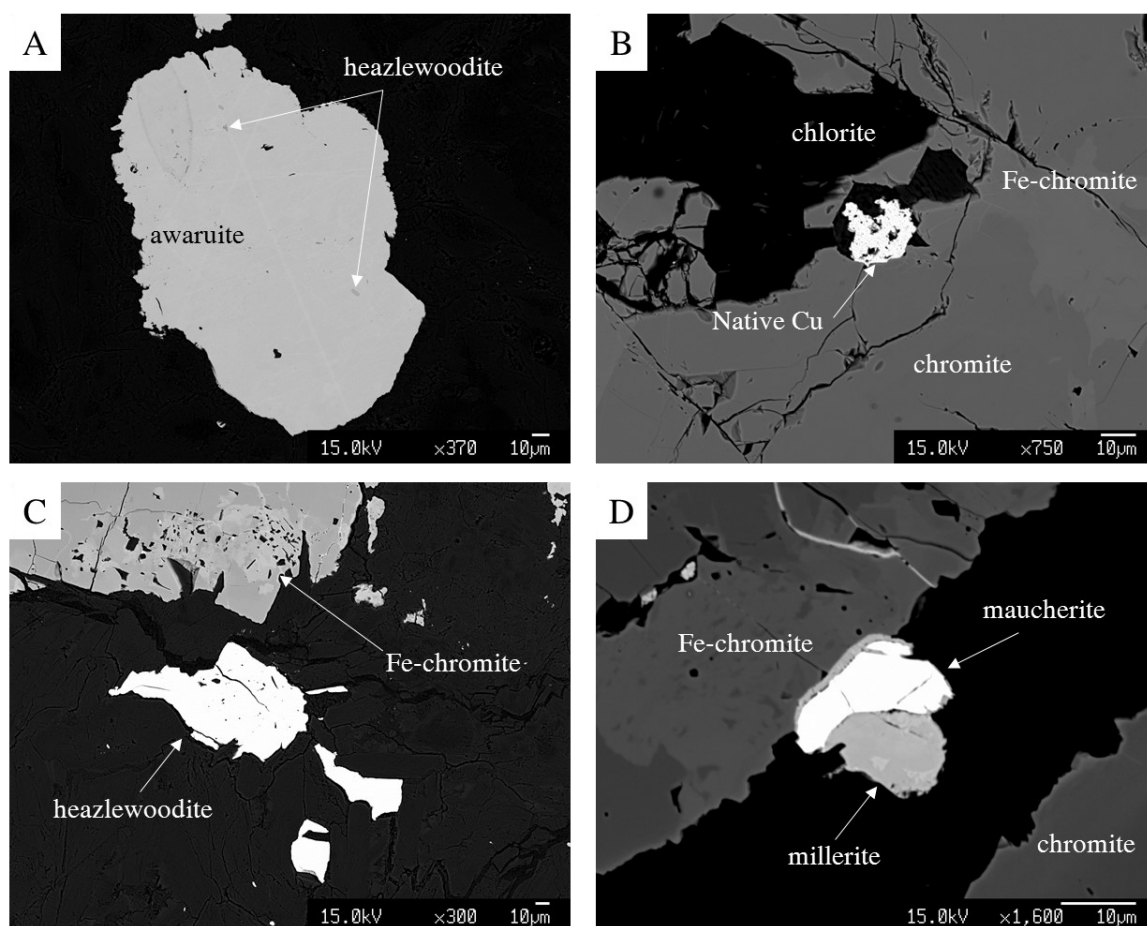 A
heazlewoodite
awaruite
15.0kV ×370 10µm
B
chlorite
Fe-chromite
Native Cu
chromite
15.0kV ×750 10µm
C
Fe-chromite
heazlewoodite
15.0kV ×300 10µm
D
maucherite
Fe-chromite
millerite
chromite
15.0kV ×1,600 10µm